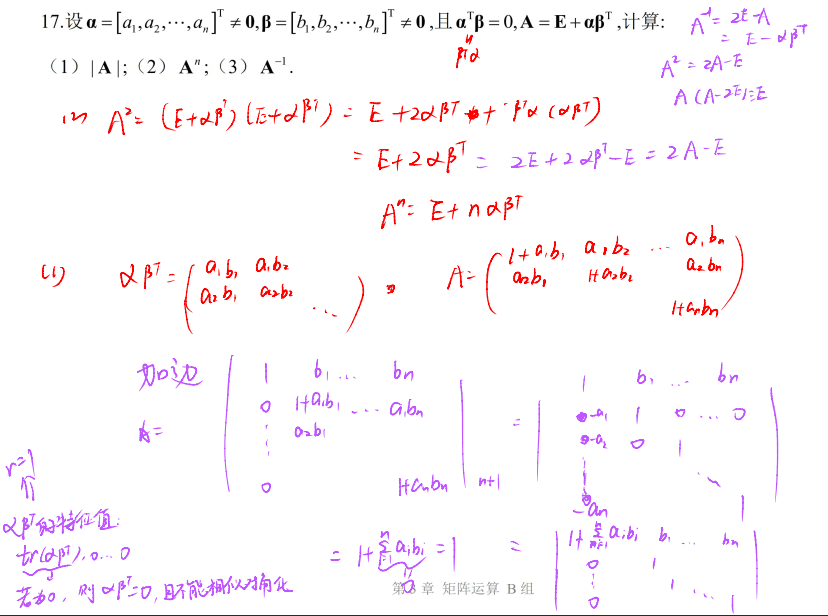 17.设 α = [a₁,a₂,⋯,aₙ]ᵀ ≠ 0, β = [b₁,b₂,⋯,bₙ]ᵀ ≠ 0 ,且 αᵀβ = 0, A = E + αβᵀ ,计算:
βᵀα
(1) | A |; (2) Aⁿ ; (3) A⁻¹ .
A⁻¹ = 2E-A
= E-αβᵀ
A² = 2A-E
A(A-2E)=E
(2) A² = (E+αβᵀ)(E+αβᵀ) = E+2αβᵀ + βᵀα(αβᵀ)
= E+2αβᵀ = 2E+2αβᵀ-E = 2A-E
Aⁿ = E+nαβᵀ
(1) αβᵀ = ( a₁b₁ a₁b₂
a₂b₁ a₂b₂
⋱ )
A = ( 1+a₁b₁ a₁b₂ ⋯ a₁bₙ
a₂b₁ 1+a₂b₂ a₂bₙ
1+aₙbₙ )
加边
A =
| 1 b₁ ⋯ bₙ
0 1+a₁b₁ ⋯ a₁bₙ
⋮ a₂b₁
0 1+aₙbₙ | n+1
= | 1 b₁ ⋯ bₙ
-a₁ 1 0 ⋯ 0
-a₂ 0 1
⋮ ⋱
-aₙ 1 |
= | 1+∑aᵢbᵢ b₁ ⋯ bₙ
0 1
⋮ 1
0 ⋯ 1 |
= 1+∑aᵢbᵢ = 1
0
r=1
αβᵀ的特征值:
tr(αβᵀ), 0…0
若为0, 则αβᵀ=0, 且不能相似对角化
第 3 章 矩阵运算 B 组